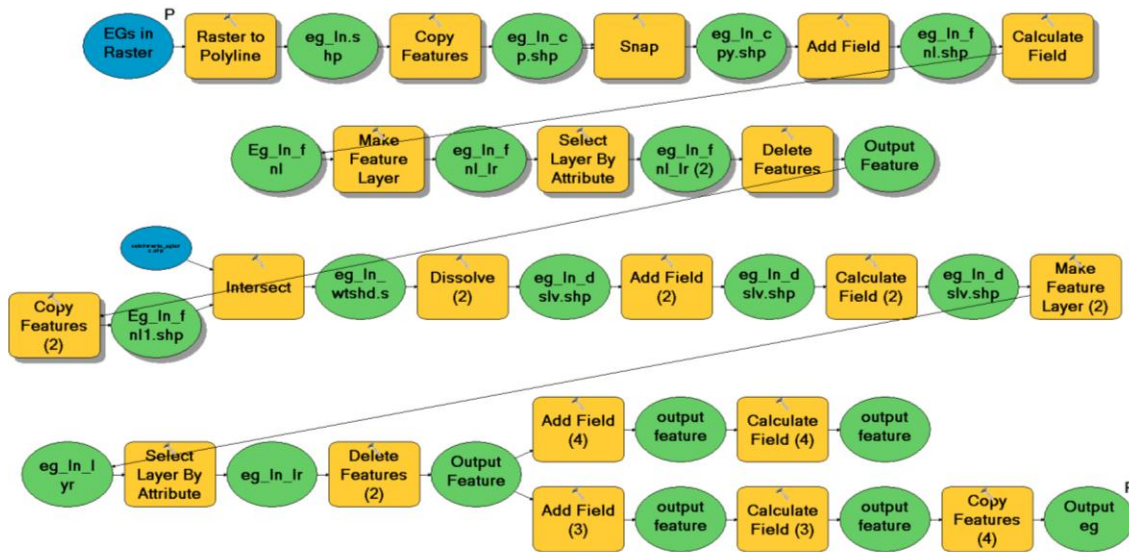 P
EGs in
Raster
Raster to
Polyline
eg_ln.s
hp
Copy
Features
eg_ln_c
p.shp
Snap
eg_ln_c
py.shp
Add Field
eg_ln_f
nl.shp
Calculate
Field
Eg_ln_f
nl
Make
Feature
Layer
eg_ln_f
nl_lr
Select
Layer By
Attribute
eg_ln_f
nl_lr (2)
Delete
Features
Output
Feature
Copy
Features
(2)
Eg_ln_f
nl1.shp
Intersect
eg_ln_
wtshd.s
Dissolve
(2)
eg_ln_d
slv.shp
Add Field
(2)
eg_ln_d
slv.shp
Calculate
Field (2)
eg_ln_d
slv.shp
Make
Feature
Layer (2)
eg_ln_l
yr
Select
Layer By
Attribute
eg_ln_lr
Delete
Features
(2)
Output
Feature
Add Field
(4)
output
feature
Calculate
Field (4)
output
feature
Add Field
(3)
output
feature
Calculate
Field (3)
output
feature
Copy
Features
(4)
Output
eg